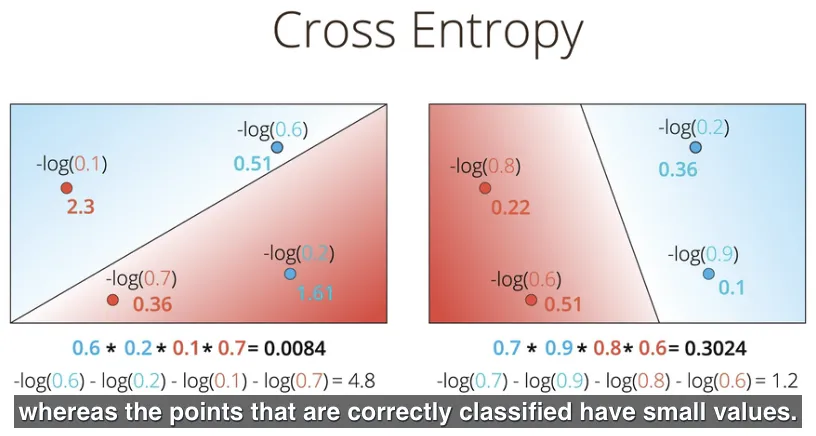 Cross Entropy
-log(0.6)
0.51
-log(0.1)
2.3
-log(0.2)
1.61
-log(0.7)
0.36
-log(0.2)
0.36
-log(0.8)
0.22
-log(0.9)
0.1
-log(0.6)
0.51
0.6 * 0.2 * 0.1 * 0.7 = 0.0084
0.7 * 0.9 * 0.8 * 0.6 = 0.3024
-log(0.6) - log(0.2) - log(0.1) - log(0.7) = 4.8
-log(0.7) - log(0.9) - log(0.8) - log(0.6) = 1.2
whereas the points that are correctly classified have small values.